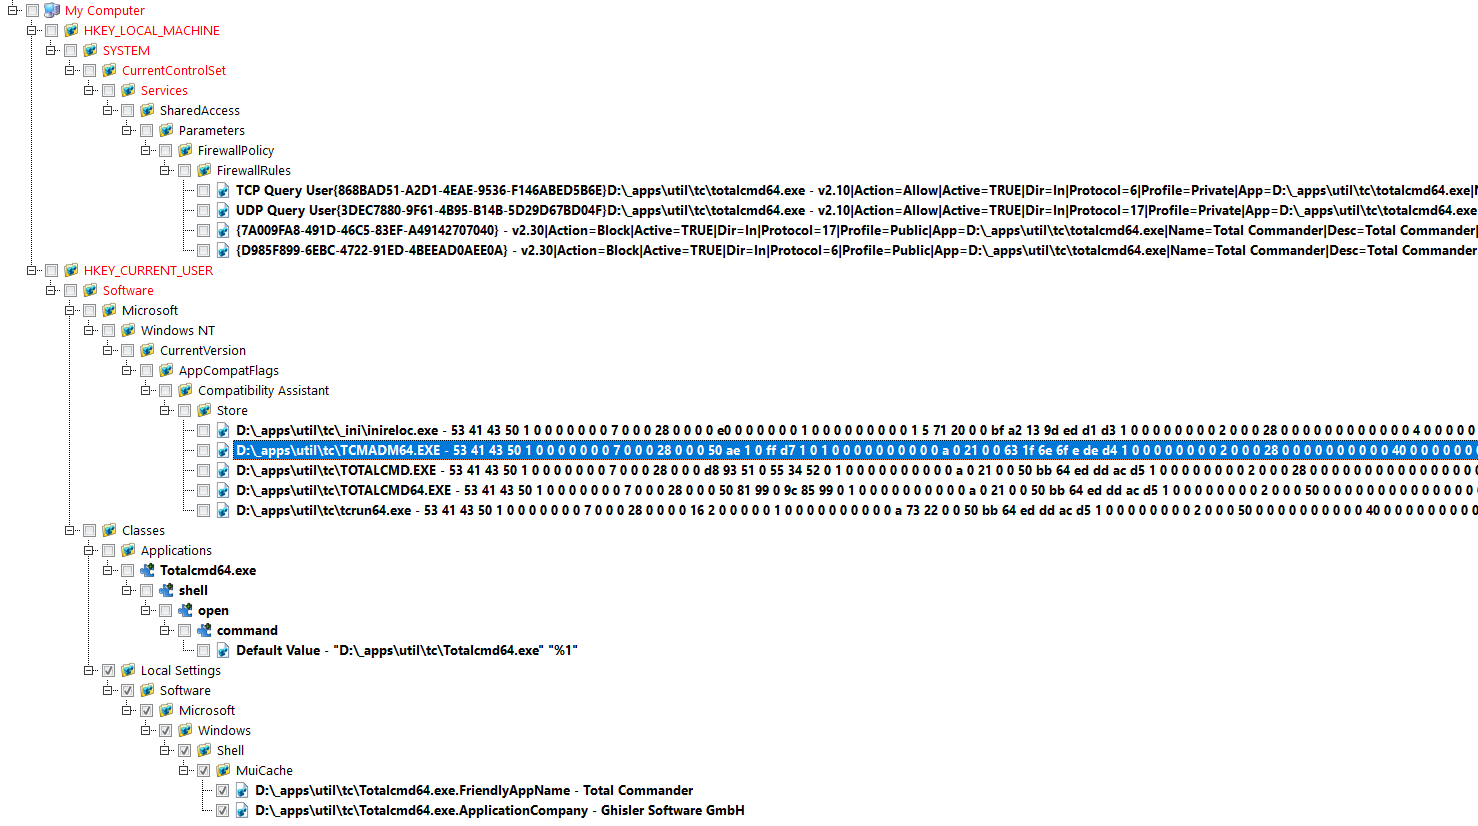 My Computer
HKEY_LOCAL_MACHINE
SYSTEM
CurrentControlSet
Services
SharedAccess
Parameters
FirewallPolicy
FirewallRules
TCP Query User{868BAD51-A2D1-4EAE-9536-F146ABED5B6E}D:\_apps\util\tc\totalcmd64.exe - v2.10|Action=Allow|Active=TRUE|Dir=In|Protocol=6|Profile=Private|App=D:\_apps\util\tc\totalcmd64.exe|N
UDP Query User{3DEC7880-9F61-4B95-B14B-5D29D67BD04F}D:\_apps\util\tc\totalcmd64.exe - v2.10|Action=Allow|Active=TRUE|Dir=In|Protocol=17|Profile=Private|App=D:\_apps\util\tc\totalcmd64.exe
{7A009FA8-491D-46C5-83EF-A49142707040} - v2.30|Action=Block|Active=TRUE|Dir=In|Protocol=17|Profile=Public|App=D:\_apps\util\tc\totalcmd64.exe|Name=Total Commander|Desc=Total Commander|
{D985F899-6EBC-4722-91ED-4BEEAD0AEE0A} - v2.30|Action=Block|Active=TRUE|Dir=In|Protocol=6|Profile=Public|App=D:\_apps\util\tc\totalcmd64.exe|Name=Total Commander|Desc=Total Commander
HKEY_CURRENT_USER
Software
Microsoft
Windows NT
CurrentVersion
AppCompatFlags
Compatibility Assistant
Store
D:\_apps\util\tc\_ini\inireloc.exe - 53 41 43 50 1 0 0 0 0 0 0 0 7 0 0 0 28 0 0 0 0 e0 0 0 0 0 0 0 1 0 0 0 0 0 0 0 0 0 0 1 5 71 20 0 0 bf a2 13 9d ed d1 d3 1 0 0 0 0 0 0 0 0 2 0 0 0 28 0 0 0 0 0 0 0 0 0 0 0 0 4 0 0 0 0 0
D:\_apps\util\tc\TCMADM64.EXE - 53 41 43 50 1 0 0 0 0 0 0 0 7 0 0 0 28 0 0 0 50 ae 1 0 ff d7 1 0 1 0 0 0 0 0 0 0 0 0 0 a 0 21 0 0 63 1f 6e 6f e de d4 1 0 0 0 0 0 0 0 0 2 0 0 0 28 0 0 0 0 0 0 0 0 0 0 0 0 40 0 0 0 0 0
D:\_apps\util\tc\TOTALCMD.EXE - 53 41 43 50 1 0 0 0 0 0 0 0 7 0 0 0 28 0 0 0 d8 93 51 0 55 34 52 0 1 0 0 0 0 0 0 0 0 0 0 a 0 21 0 0 50 bb 64 ed dd ac d5 1 0 0 0 0 0 0 0 0 2 0 0 0 28 0 0 0 0 0 0 0 0 0 0 0 0
D:\_apps\util\tc\TOTALCMD64.EXE - 53 41 43 50 1 0 0 0 0 0 0 0 7 0 0 0 28 0 0 0 50 81 99 0 9c 85 99 0 1 0 0 0 0 0 0 0 0 0 0 a 0 21 0 0 50 bb 64 ed dd ac d5 1 0 0 0 0 0 0 0 0 2 0 0 0 50 0 0 0 0 0 0 0 0 0 0 0 0 0
D:\_apps\util\tc\tcrun64.exe - 53 41 43 50 1 0 0 0 0 0 0 0 7 0 0 0 28 0 0 0 0 16 2 0 0 0 0 0 1 0 0 0 0 0 0 0 0 0 0 a 73 22 0 0 50 bb 64 ed dd ac d5 1 0 0 0 0 0 0 0 0 2 0 0 0 50 0 0 0 0 0 0 0 0 0 0 0 0 40 0 0 0 0 0 0
Classes
Applications
Totalcmd64.exe
shell
open
command
Default Value - "D:\_apps\util\tc\Totalcmd64.exe" "%1"
Local Settings
Software
Microsoft
Windows
Shell
MuiCache
D:\_apps\util\tc\Totalcmd64.exe.FriendlyAppName - Total Commander
D:\_apps\util\tc\Totalcmd64.exe.ApplicationCompany - Ghisler Software GmbH